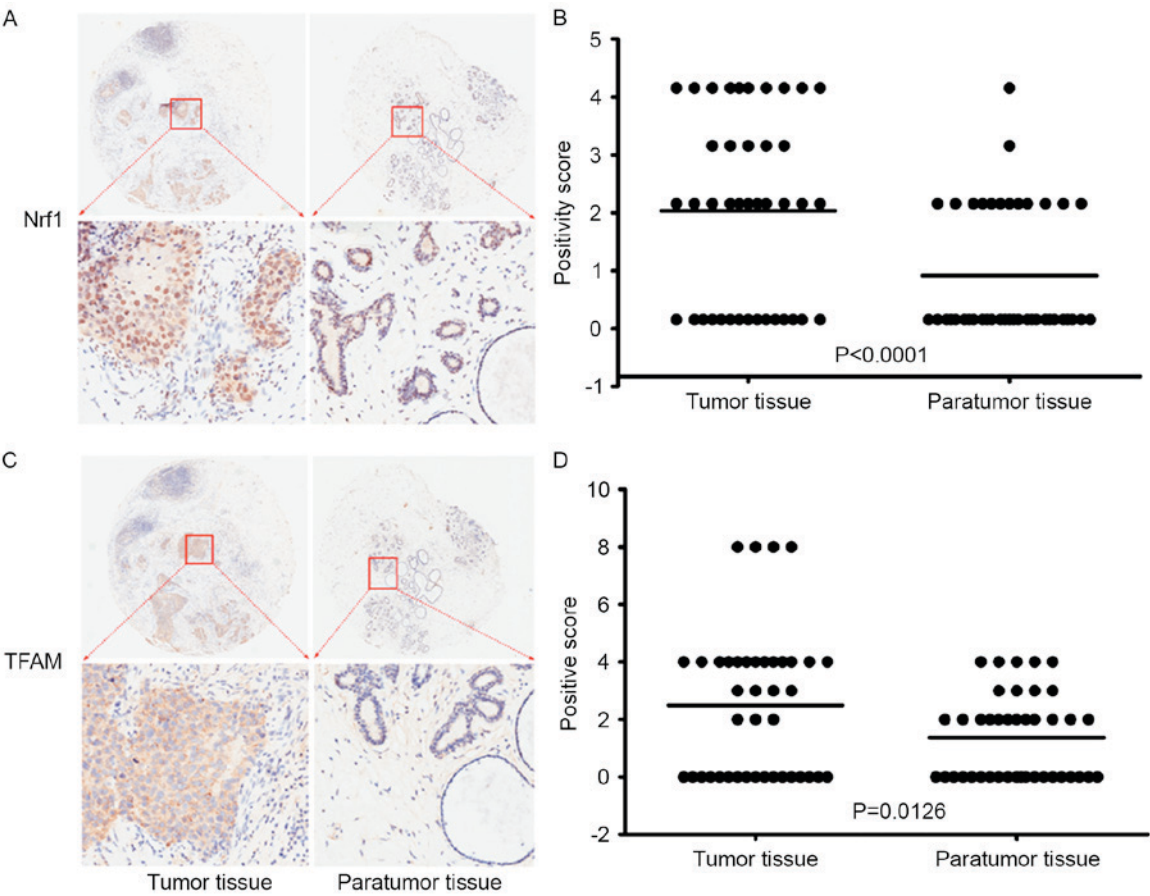 A
Nrf1
B
5
4
3
2
1
0
-1
Positivity score
P<0.0001
Tumor tissue
Paratumor tissue
C
TFAM
Tumor tissue
Paratumor tissue
D
10
8
6
4
2
0
-2
Positive score
P=0.0126
Tumor tissue
Paratumor tissue